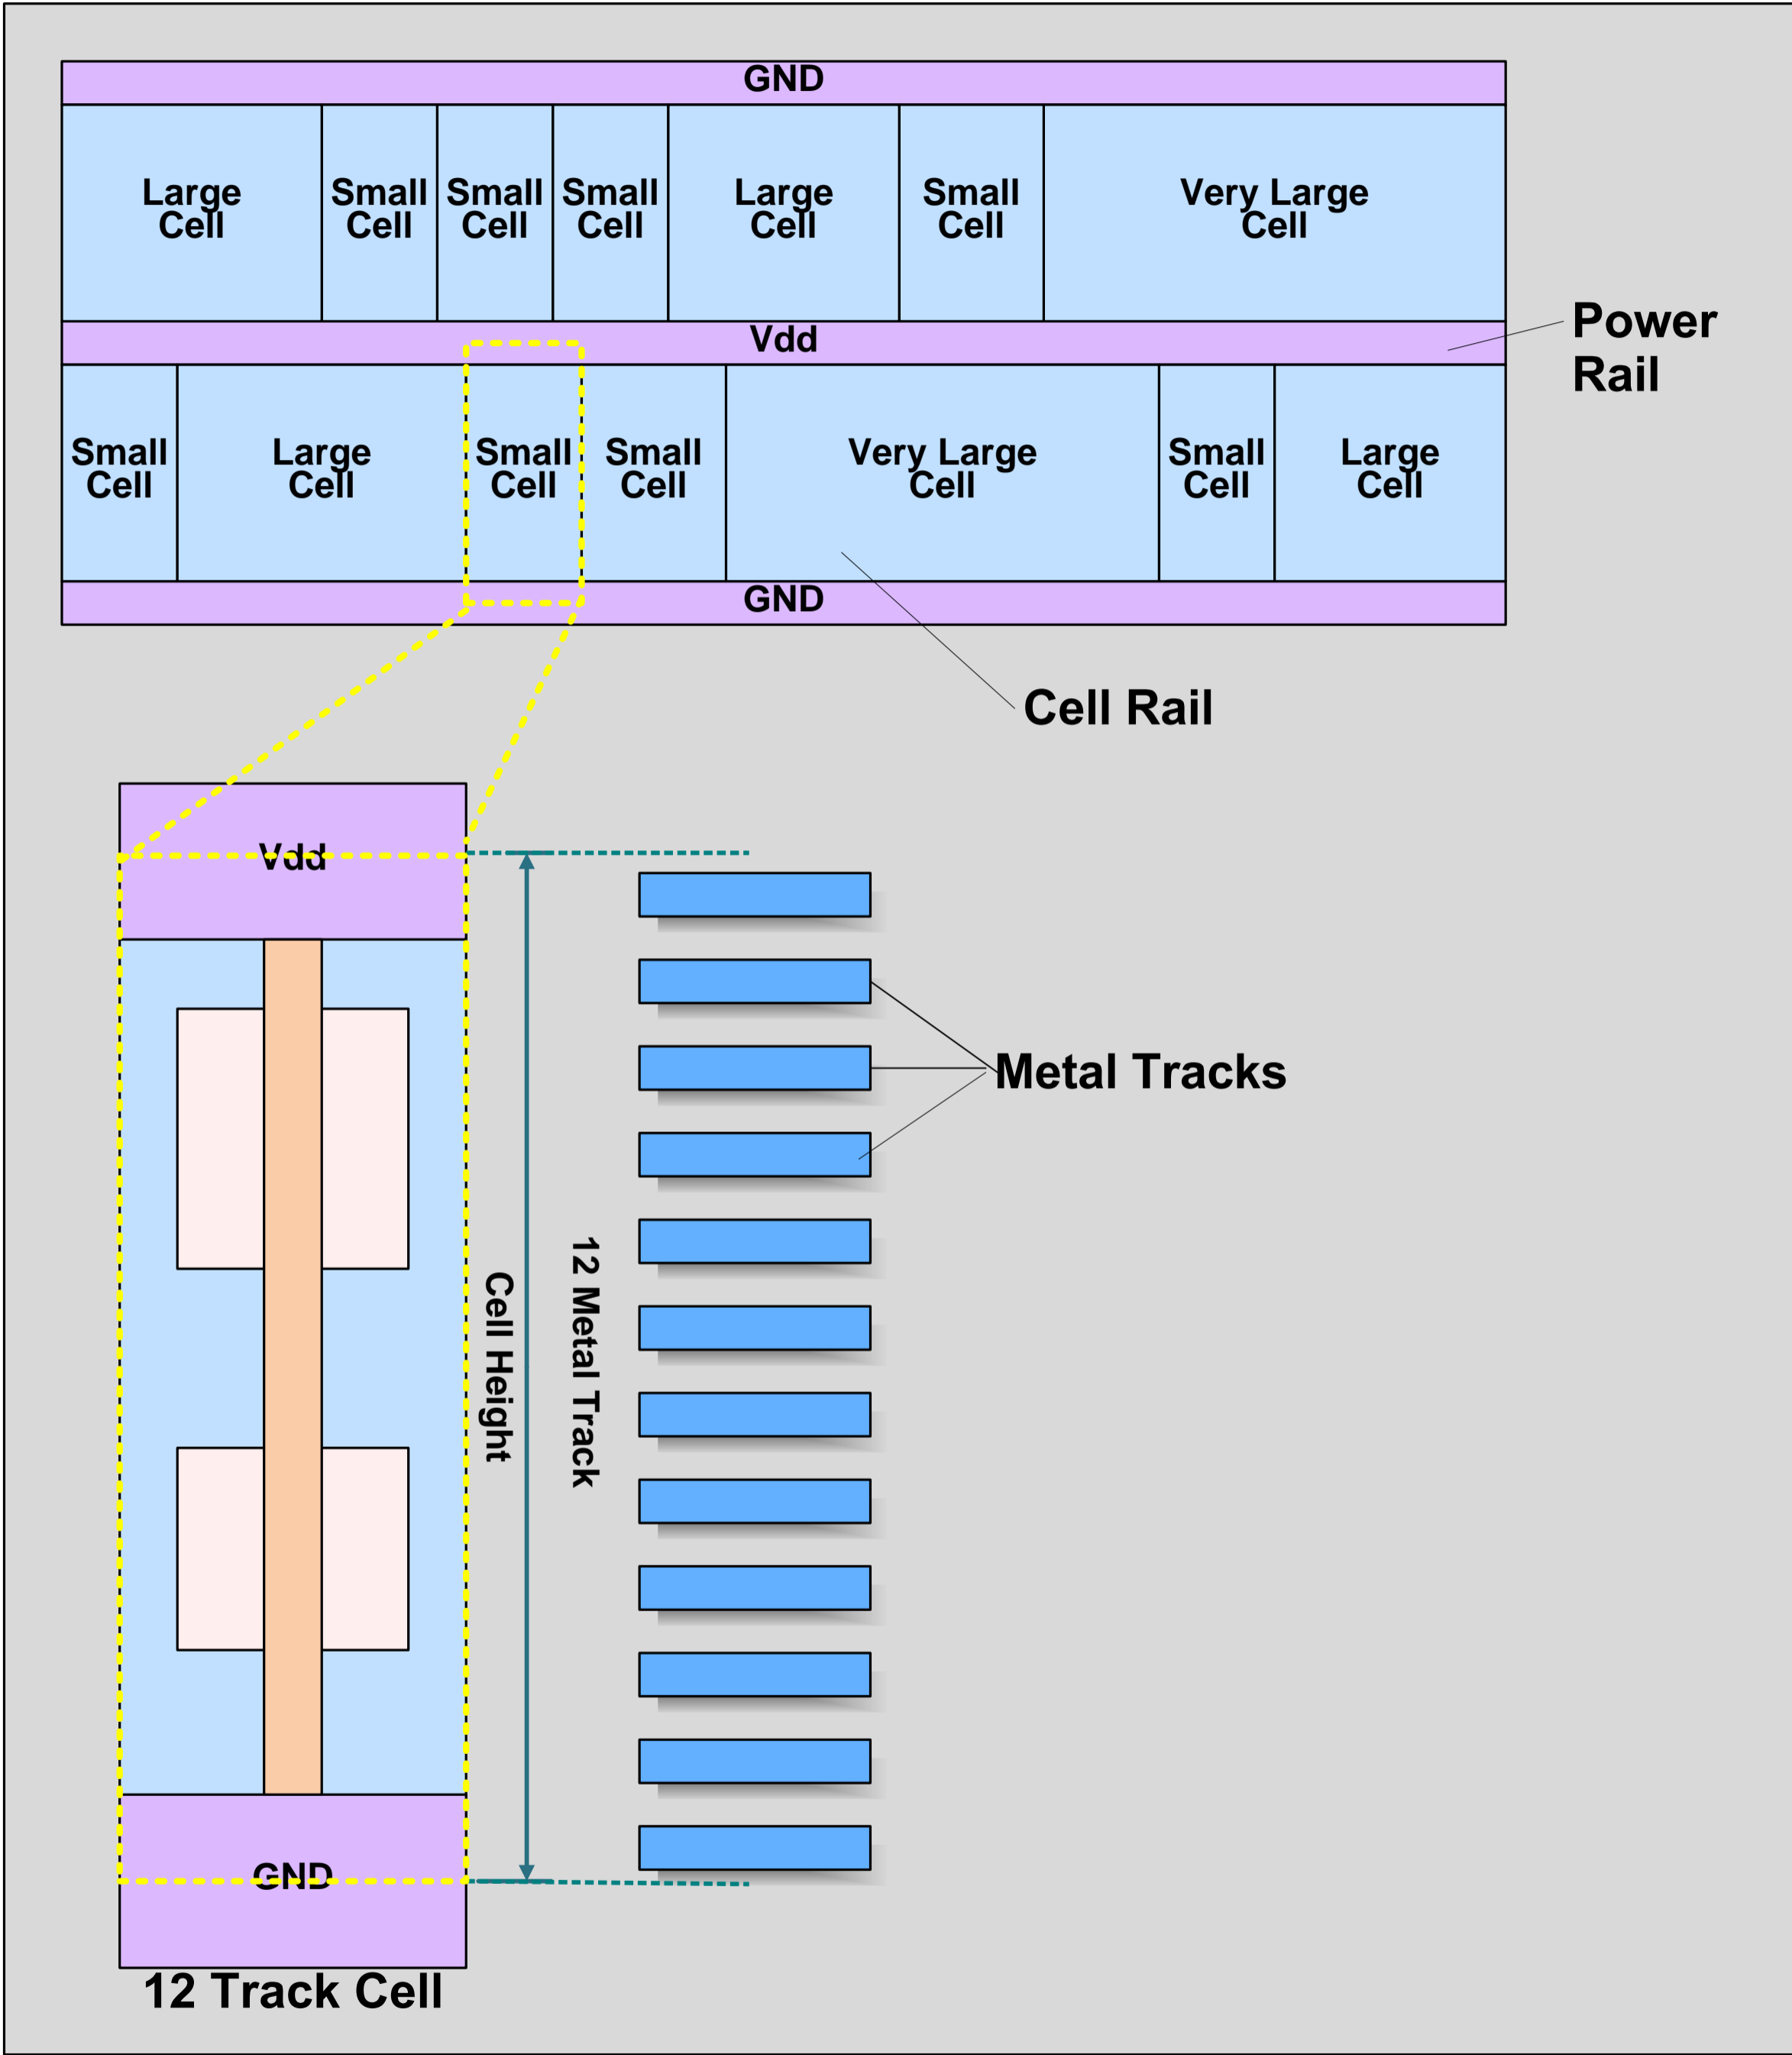 GND
Large
Cell
Small
Cell
Small
Cell
Small
Cell
Large
Cell
Small
Cell
Very Large
Cell
Vdd
Power
Rail
Small
Cell
Large
Cell
Small
Cell
Small
Cell
Very Large
Cell
Small
Cell
Large
Cell
GND
Cell Rail
Vdd
Metal Tracks
Cell Height
12 Metal Track
GND
12 Track Cell